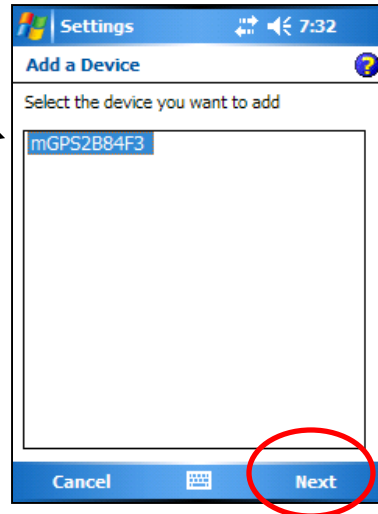 Settings 7:32
Add a Device
Select the device you want to add
mGPS2B84F3
Cancel Next